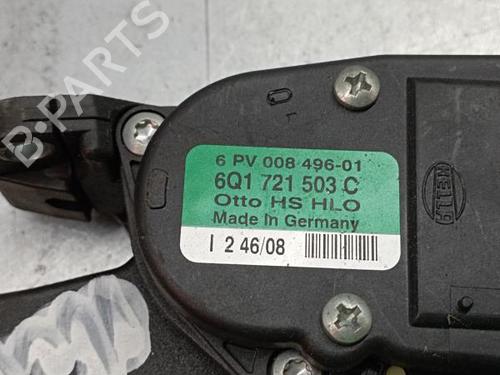 B-PARTS
6 PV 008 496-01
6Q1 721 503 C
Otto HS HLO
Made In Germany
I 2 46/08
HELLA